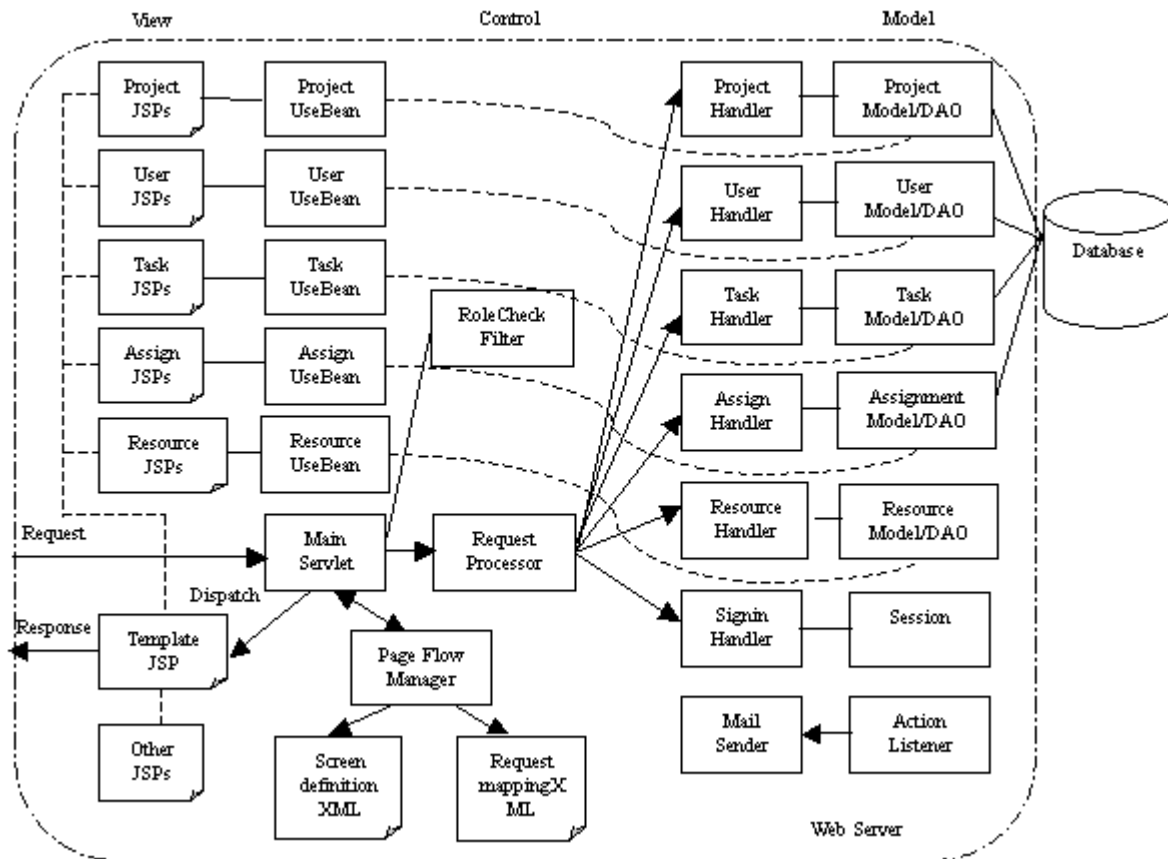 View
Control
Model
Project
JSPs
Project
UseBean
Project
Handler
Project
Model/DAO
User
JSPs
User
UseBean
User
Handler
User
Model/DAO
Database
Task
JSPs
Task
UseBean
RoleCheck
Filter
Task
Handler
Task
Model/DAO
Assign
JSPs
Assign
UseBean
Assign
Handler
Assignment
Model/DAO
Resource
JSPs
Resource
UseBean
Resource
Handler
Resource
Model/DAO
Request
Main
Servlet
Request
Processor
Dispatch
Response
Template
JSP
Page Flow
Manager
Signin
Handler
Session
Other
JSPs
Screen
definition
XML
Request
mappingX
ML
Mail
Sender
Action
Listener
Web Server